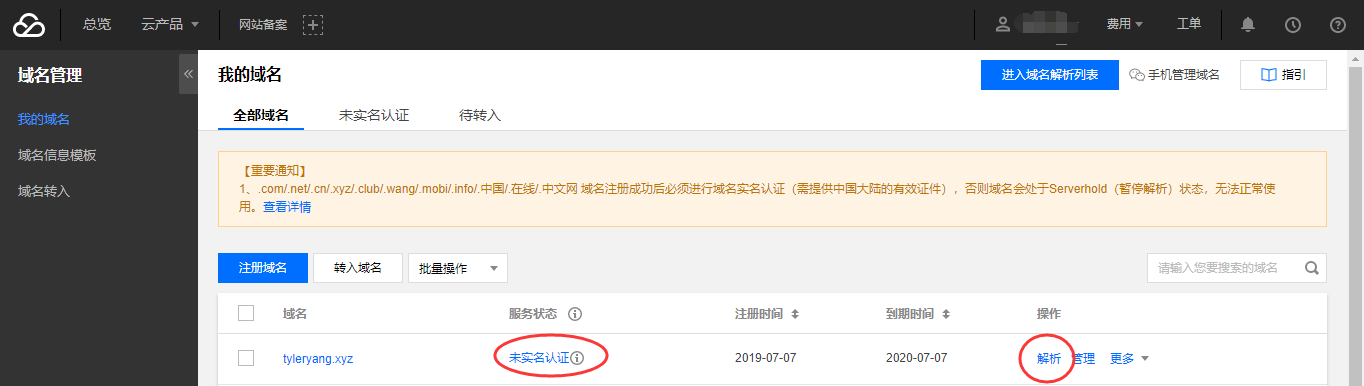 总览 云产品 网站备案 费用 工单
域名管理
我的域名
域名信息模板
域名转入
我的域名
进入域名解析列表 手机管理域名 指引
全部域名 未实名认证 待转入
【重要通知】
1、.com/.net/.cn/.xyz/.club/.wang/.mobi/.info/.中国/.在线/.中文网 域名注册成功后必须进行域名实名认证（需提供中国大陆的有效证件），否则域名会处于Serverhold（暂停解析）状态，无法正常使
用。查看详情
注册域名 转入域名 批量操作 请输入您要搜索的域名
域名 服务状态 注册时间 到期时间 操作
tyleryang.xyz 未实名认证 2019-07-07 2020-07-07 解析 管理 更多